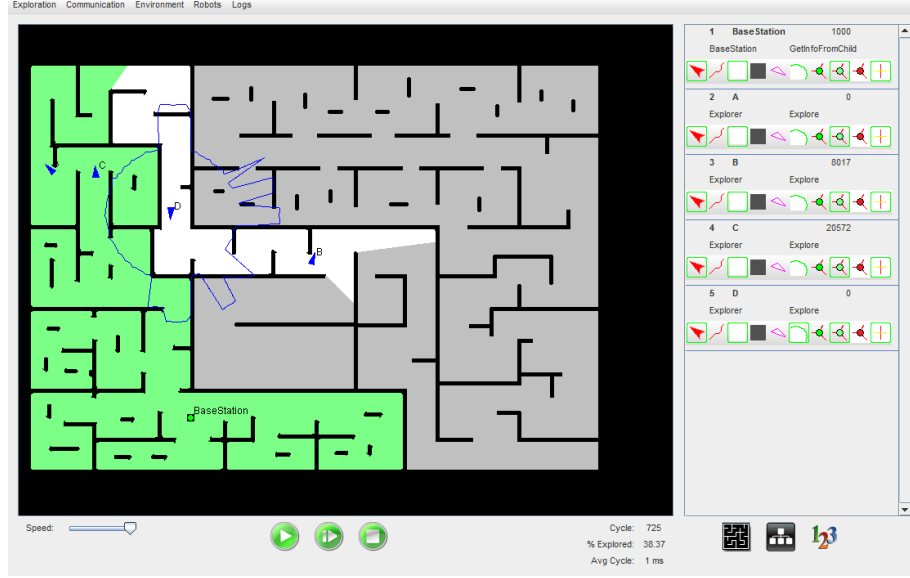 Exploration Communication Environment Robots Logs
1 BaseStation 1000
BaseStation GetInfoFromChild
2 A 0
Explorer Explore
3 B 8017
Explorer Explore
4 C 20572
Explorer Explore
5 D 0
Explorer Explore
C
D
B
BaseStation
Speed:
Cycle: 725
% Explored: 38.37
Avg Cycle: 1 ms
123